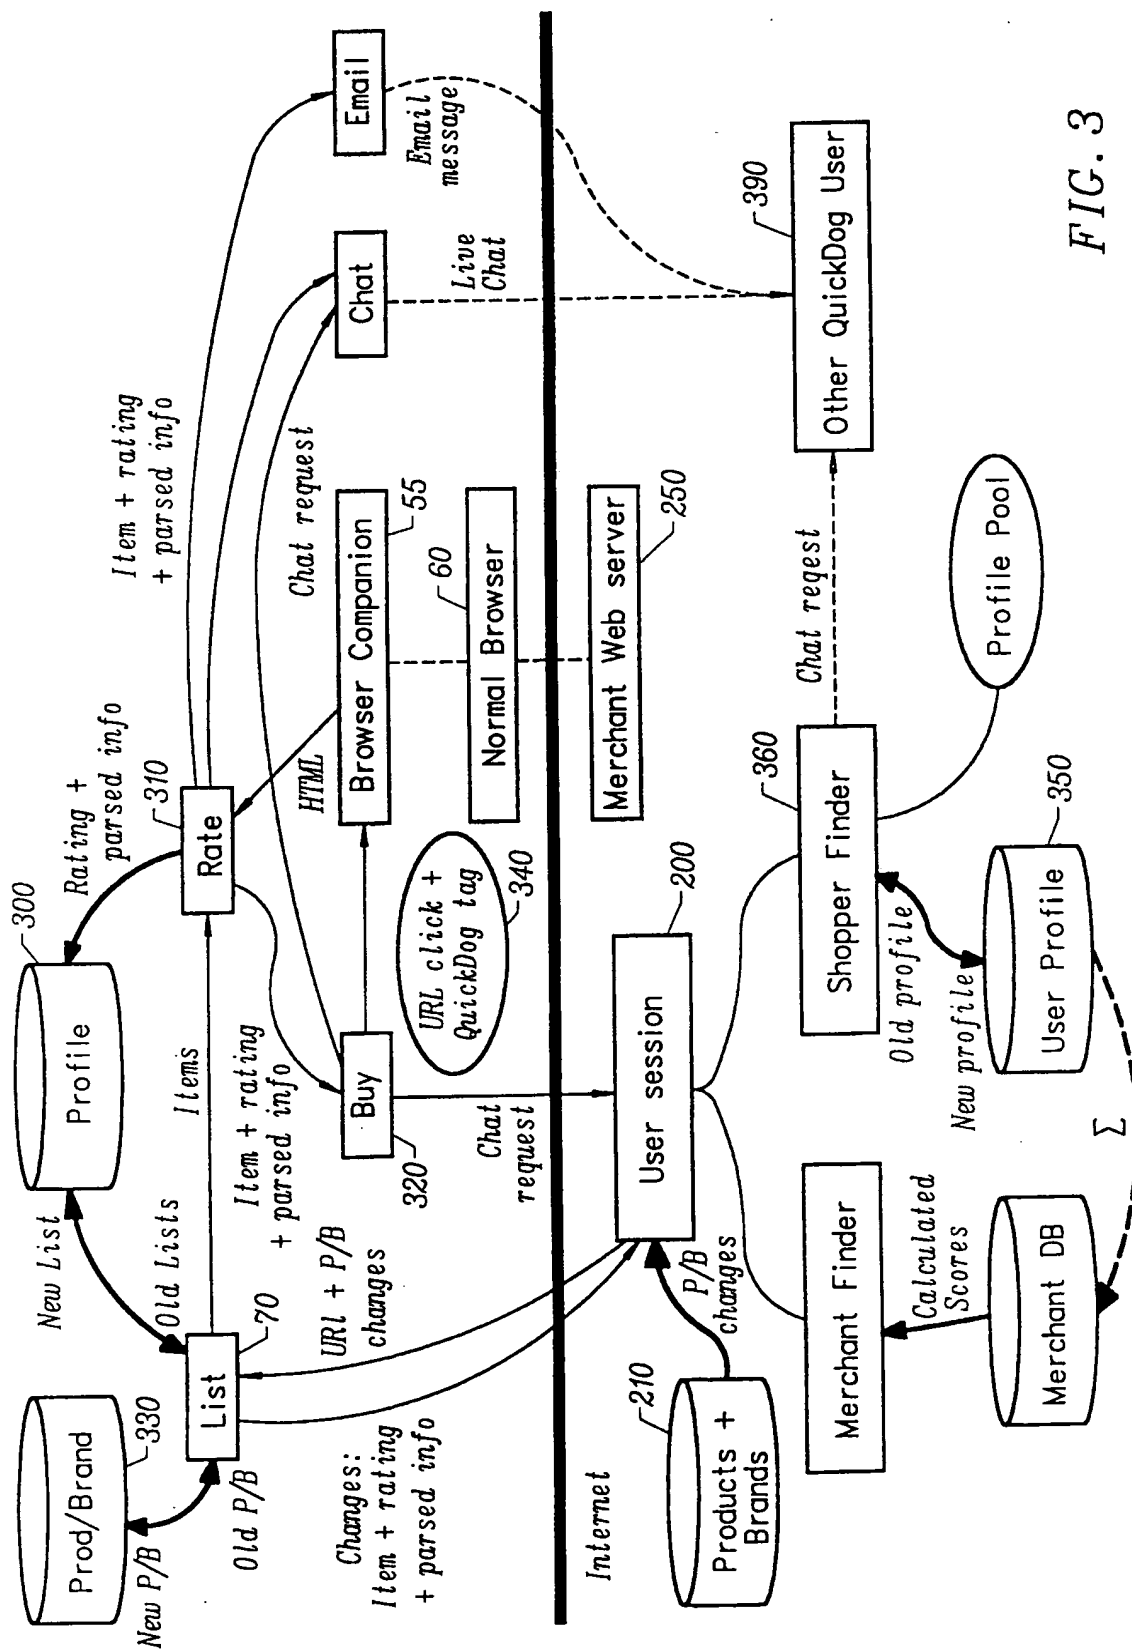 Prod/Brand
330
New P/B
Old P/B
List
70
New List
Old Lists
Profile
300
Items
Rating +
parsed info
Rate
310
Item + rating
+ parsed info
Item + rating
+ parsed info
Chat request
HTML
Buy
320
URL click +
QuickDog tag
340
Browser Companion
55
Normal Browser
60
Chat
Email
Live
Chat
Email
message
URl + P/B
changes
Changes:
Item + rating
+ parsed info
Chat
request
Internet
Products +
Brands
210
P/B
changes
User session
200
Merchant Web server
250
Merchant Finder
Calculated
Scores
Merchant DB
Σ
Shopper Finder
360
Old profile
New profile
User Profile
350
Profile Pool
Chat reqest
Other QuickDog User
390
FIG. 3